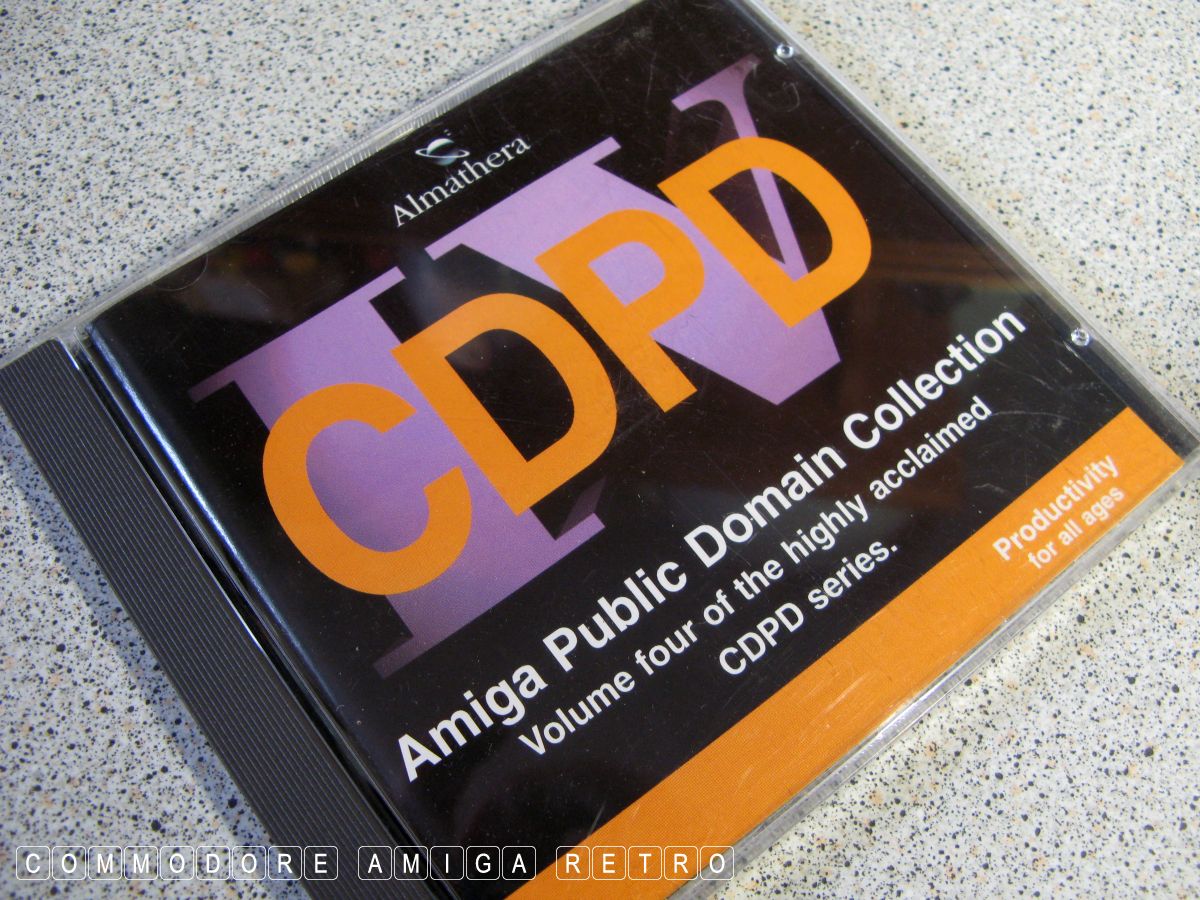 Almathera
IV
CDPD
Amiga Public Domain Collection
Volume four of the highly acclaimed
CDPD series.
Productivity
for all ages
COMMODORE AMIGA RETRO